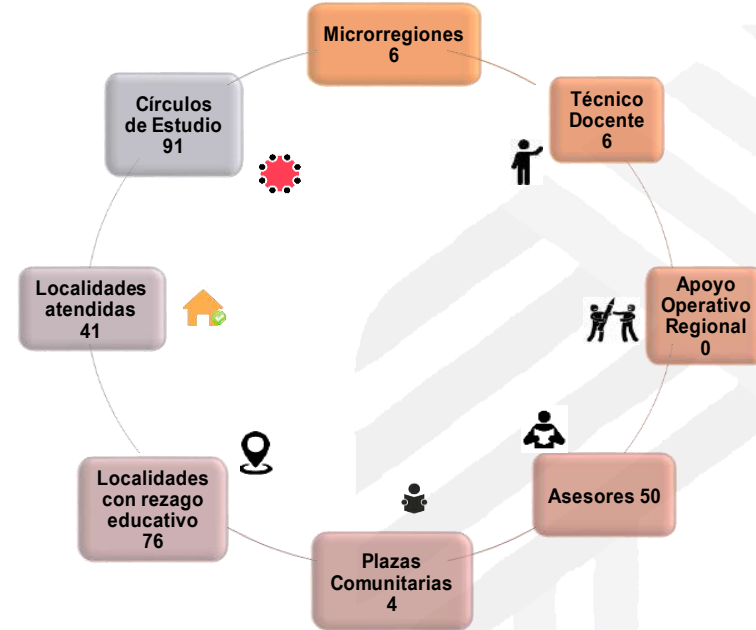 Microrregiones
6
Técnico
Docente
6
Apoyo
Operativo
Regional
0
Asesores 50
Plazas
Comunitarias
4
Localidades
con rezago
educativo
76
Localidades
atendidas
41
Círculos
de Estudio
91